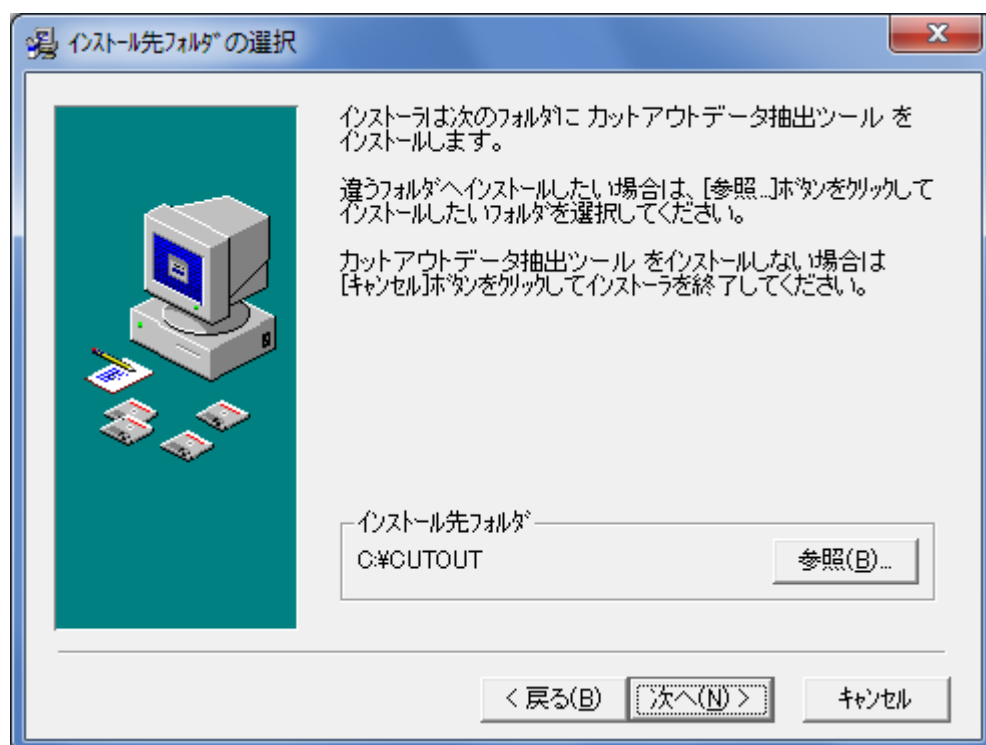 ｲﾝｽﾄｰﾙ先ﾌｫﾙﾀﾞの選択
インストーラは次のフォルダに カットアウトデータ抽出ツール を
インストールします。
違うフォルダへインストールしたい場合は、[参照...]ボタンをクリックして
インストールしたいフォルダを選択してください。
カットアウトデータ抽出ツール をインストールしない場合は
[キャンセル]ボタンをクリックしてインストーラを終了してください。
ｲﾝｽﾄｰﾙ先ﾌｫﾙﾀﾞ
C:¥CUTOUT
参照(B)...
< 戻る(B)
次へ(N) >
ｷｬﾝｾﾙ